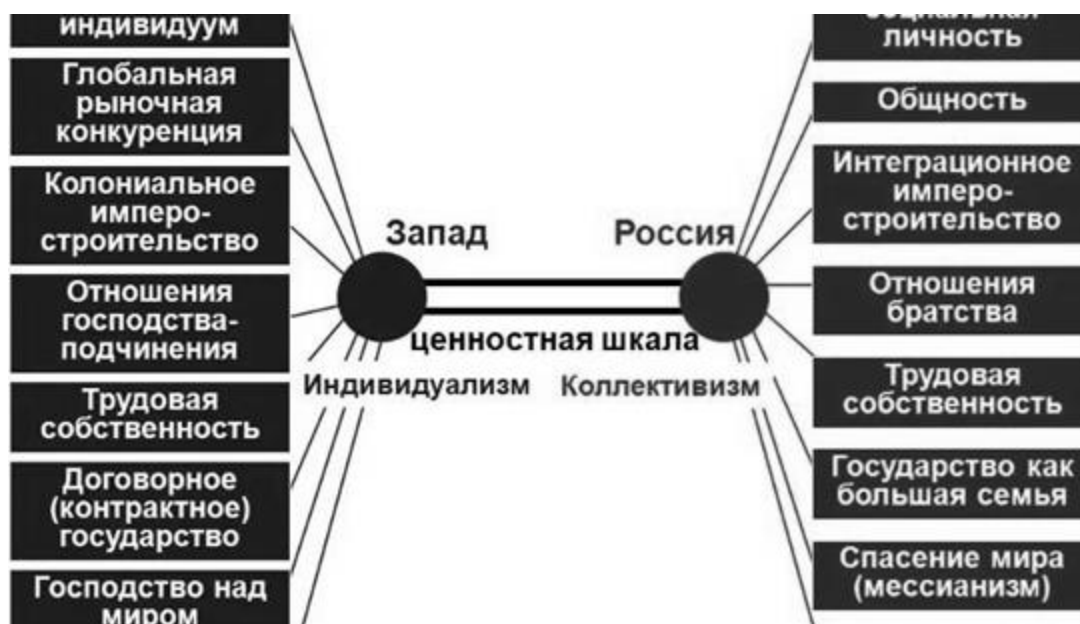 индивидуум
Глобальная
рыночная
конкуренция
Колониальное
имперо-
строительство
Отношения
господства-
подчинения
Трудовая
собственность
Договорное
(контрактное)
государство
Господство над
миром
Запад
Россия
ценностная шкала
Индивидуализм
Коллективизм
социальная
личность
Общность
Интеграционное
имперо-
строительство
Отношения
братства
Трудовая
собственность
Государство как
большая семья
Спасение мира
(мессианизм)